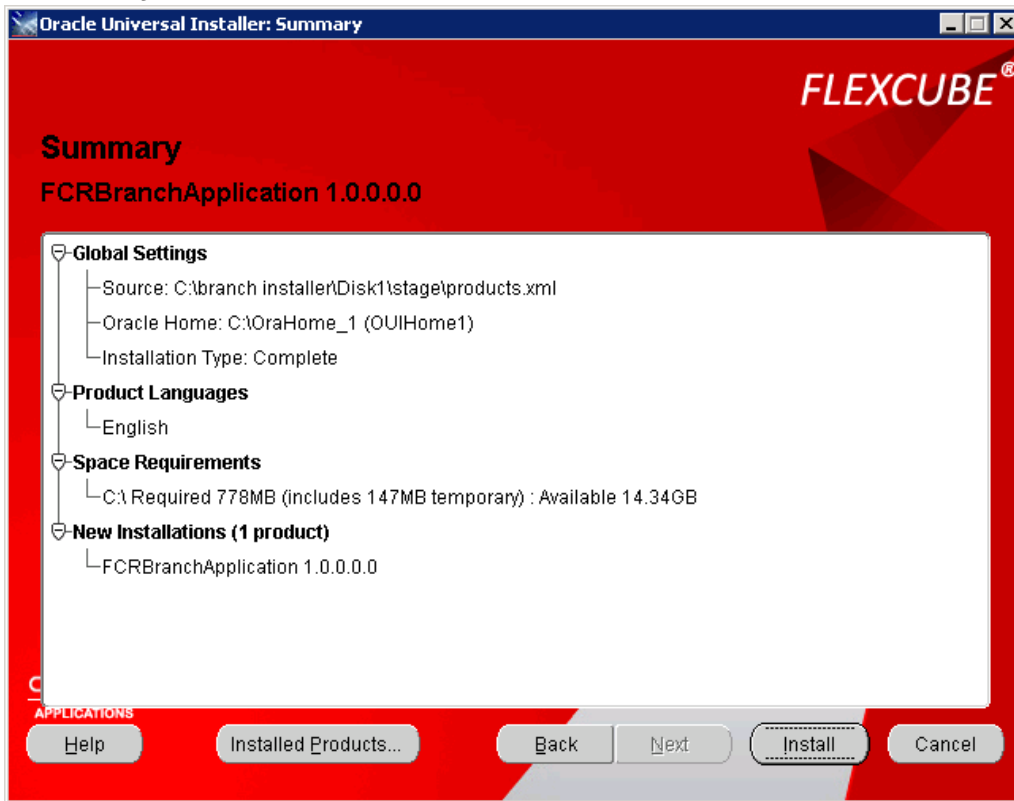 Oracle Universal Installer: Summary
FLEXCUBE®
Summary
FCRBranchApplication 1.0.0.0.0
Global Settings
Source: C:\branch installer\Disk1\stage\products.xml
Oracle Home: C:\OraHome_1 (OUIHome1)
Installation Type: Complete
Product Languages
English
Space Requirements
C:\ Required 778MB (includes 147MB temporary) : Available 14.34GB
New Installations (1 product)
FCRBranchApplication 1.0.0.0.0
APPLICATIONS
Help
Installed Products...
Back
Next
Install
Cancel